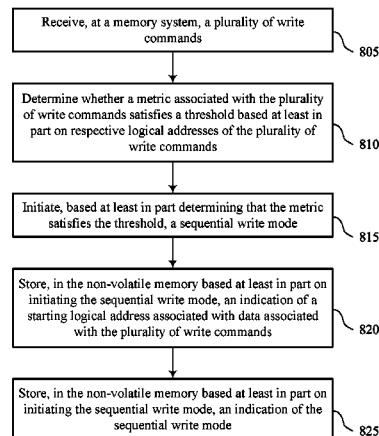 Receive, at a memory system, a plurality of write
commands
805
Determine whether a metric associated with the plurality
of write commands satisfies a threshold based at least in
part on respective logical addresses of the plurality of
write commands
810
Initiate, based at least in part determining that the metric
satisfies the threshold, a sequential write mode
815
Store, in the non-volatile memory based at least in part on
initiating the sequential write mode, an indication of a
starting logical address associated with data associated
with the plurality of write commands
820
Store, in the non-volatile memory based at least in part on
initiating the sequential write mode, an indication of the
sequential write mode
825